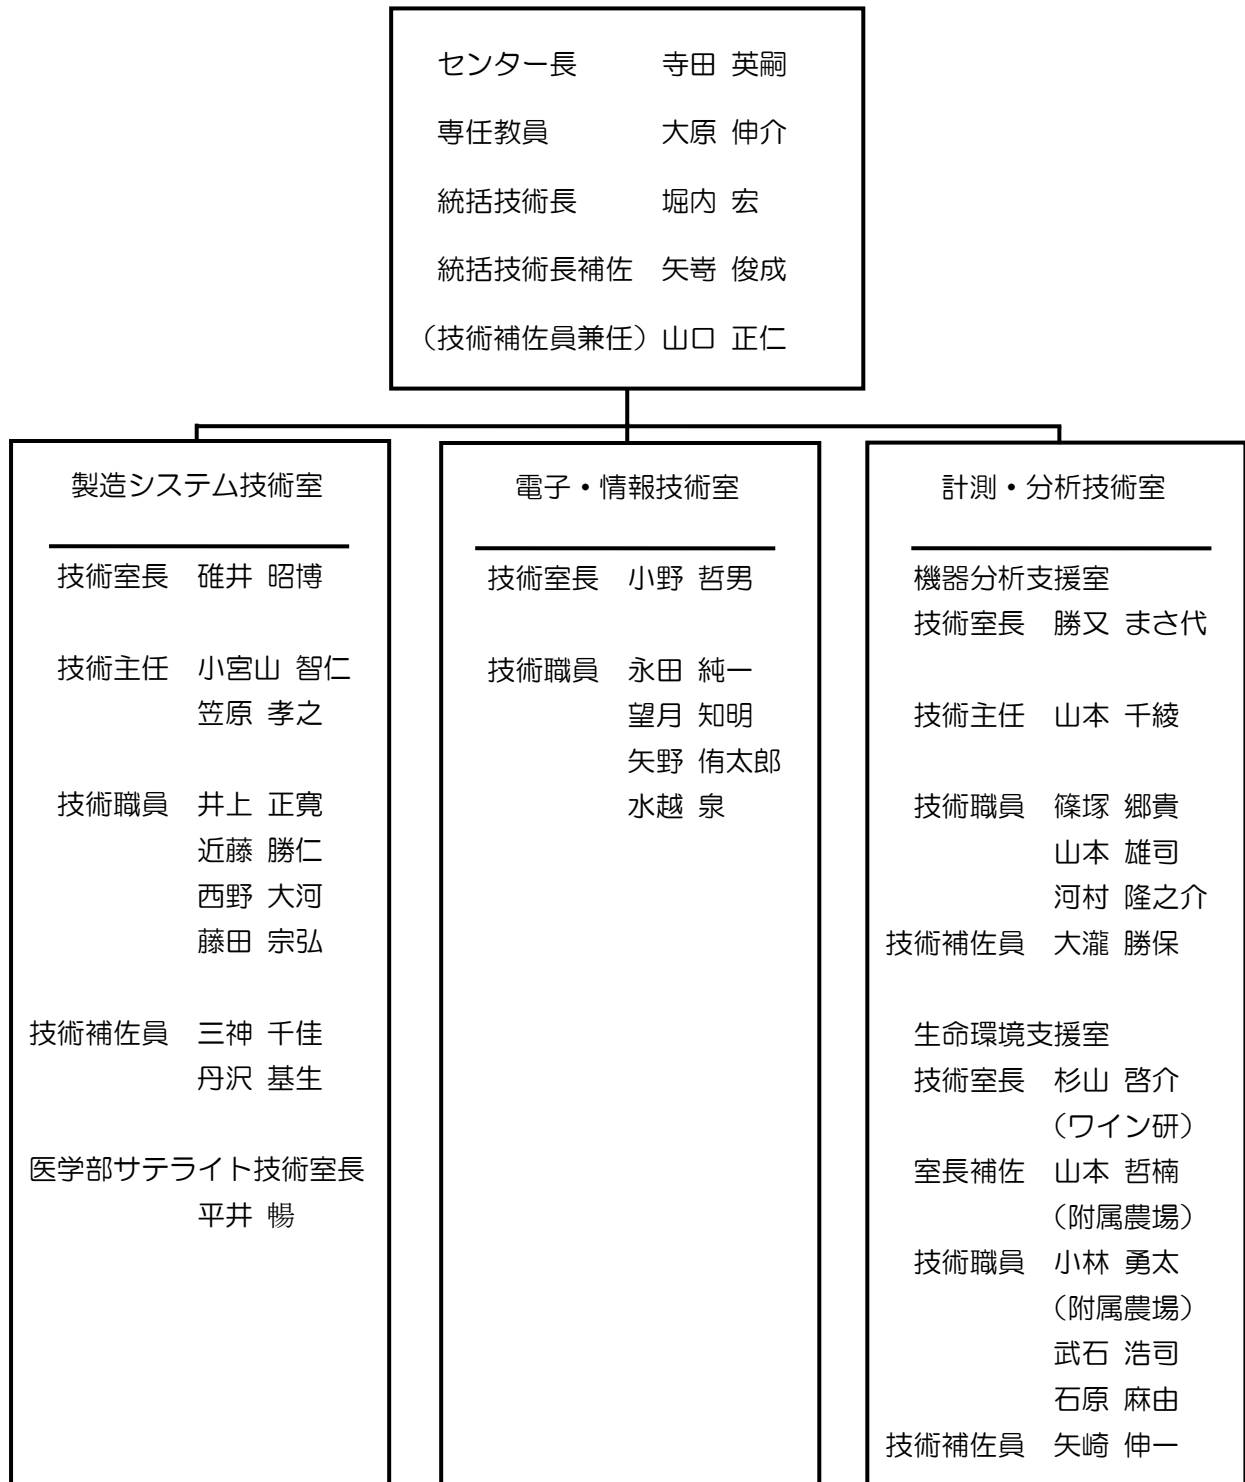 センター長 寺田 英嗣
専任教員 大原 伸介
統括技術長 堀内 宏
統括技術長補佐 矢嵜 俊成
（技術補佐員兼任）山口 正仁
製造システム技術室
技術室長 碓井 昭博
技術主任 小宮山 智仁
笠原 孝之
技術職員 井上 正寛
近藤 勝仁
西野 大河
藤田 宗弘
技術補佐員 三神 千佳
丹沢 基生
医学部サテライト技術室長
平井 暢
電子・情報技術室
技術室長 小野 哲男
技術職員 永田 純一
望月 知明
矢野 侑太郎
水越 泉
計測・分析技術室
機器分析支援室
技術室長 勝又 まさ代
技術主任 山本 千綾
技術職員 篠塚 郷貴
山本 雄司
河村 隆之介
技術補佐員 大瀧 勝保
生命環境支援室
技術室長 杉山 啓介
（ワイン研）
室長補佐 山本 哲楠
（附属農場）
技術職員 小林 勇太
（附属農場）
武石 浩司
石原 麻由
技術補佐員 矢崎 伸一